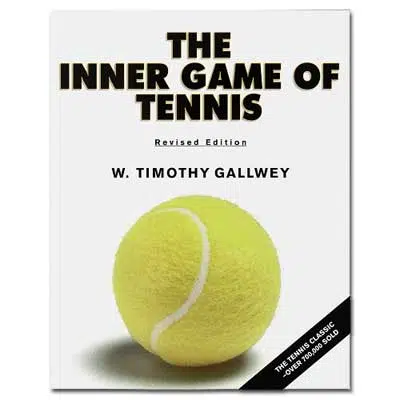 THE
INNER GAME OF
TENNIS
Revised Edition
W. TIMOTHY GALLWEY
THE TENNIS CLASSIC
–OVER 700,000 SOLD